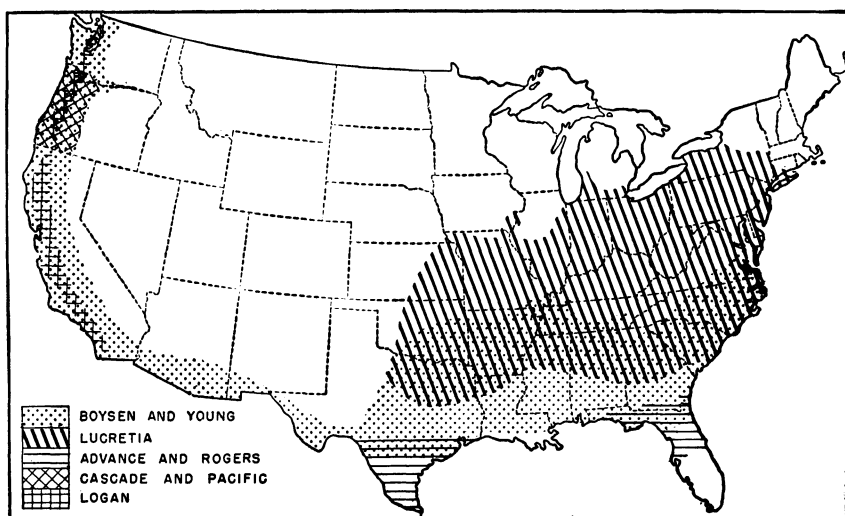 BOYSEN AND YOUNG
LUCRETIA
ADVANCE AND ROGERS
CASCADE AND PACIFIC
LOGAN